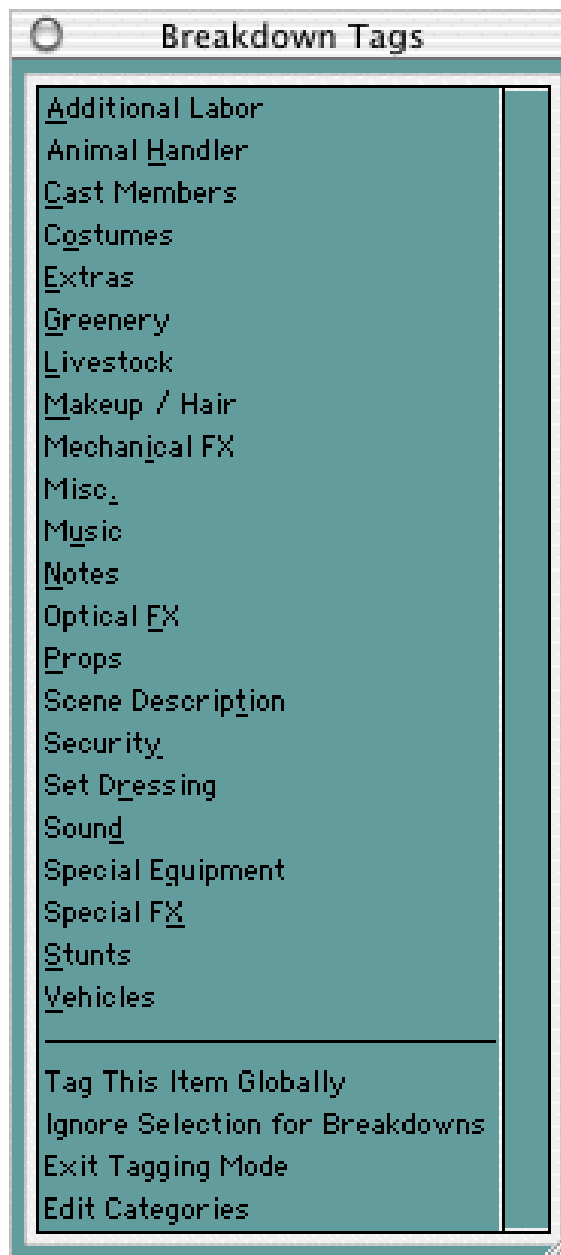 Breakdown Tags
Additional Labor
Animal Handler
Cast Members
Costumes
Extras
Greenery
Livestock
Makeup / Hair
Mechanical FX
Misc.
Music
Notes
Optical FX
Props
Scene Description
Security
Set Dressing
Sound
Special Equipment
Special FX
Stunts
Vehicles
Tag This Item Globally
Ignore Selection for Breakdowns
Exit Tagging Mode
Edit Categories